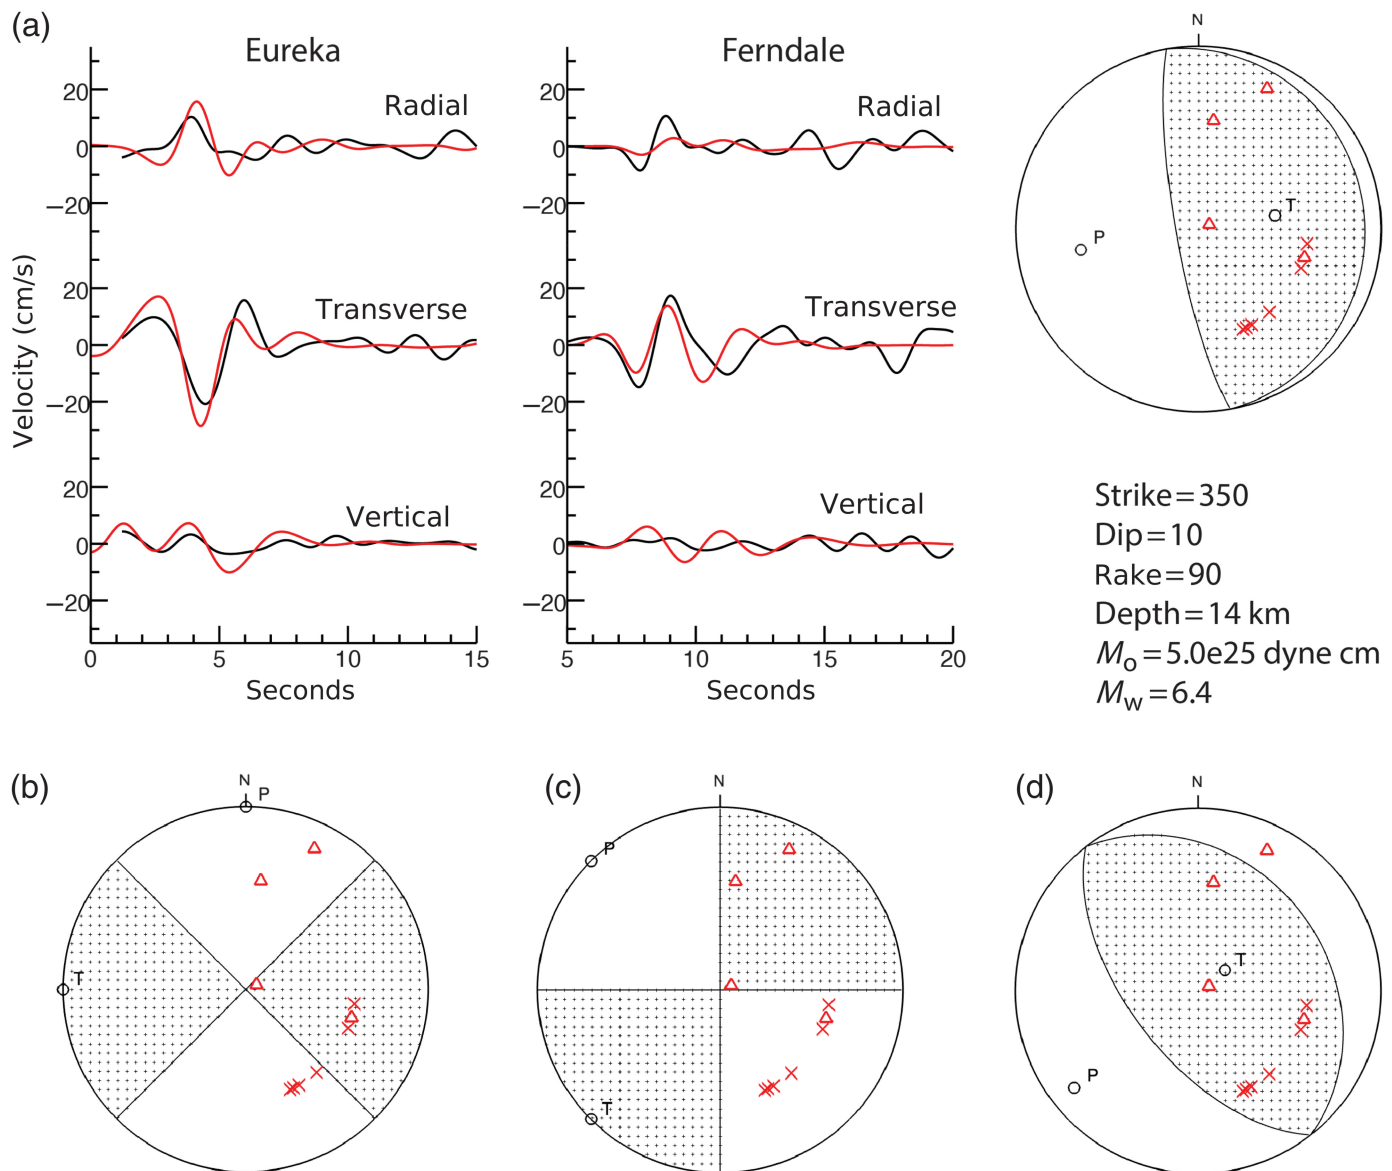 (a)
Eureka
Ferndale
N
20
0
−20
Radial
20
0
−20
Radial
T
P
Velocity (cm/s)
20
0
−20
Transverse
20
0
−20
Transverse
20
0
−20
Vertical
20
0
−20
Vertical
0 5 10 15
Seconds
5 10 15 20
Seconds
Strike=350
Dip=10
Rake=90
Depth=14 km
Mo=5.0e25 dyne cm
Mw=6.4
(b)
N
P
T
(c)
N
P
T
(d)
N
T
P